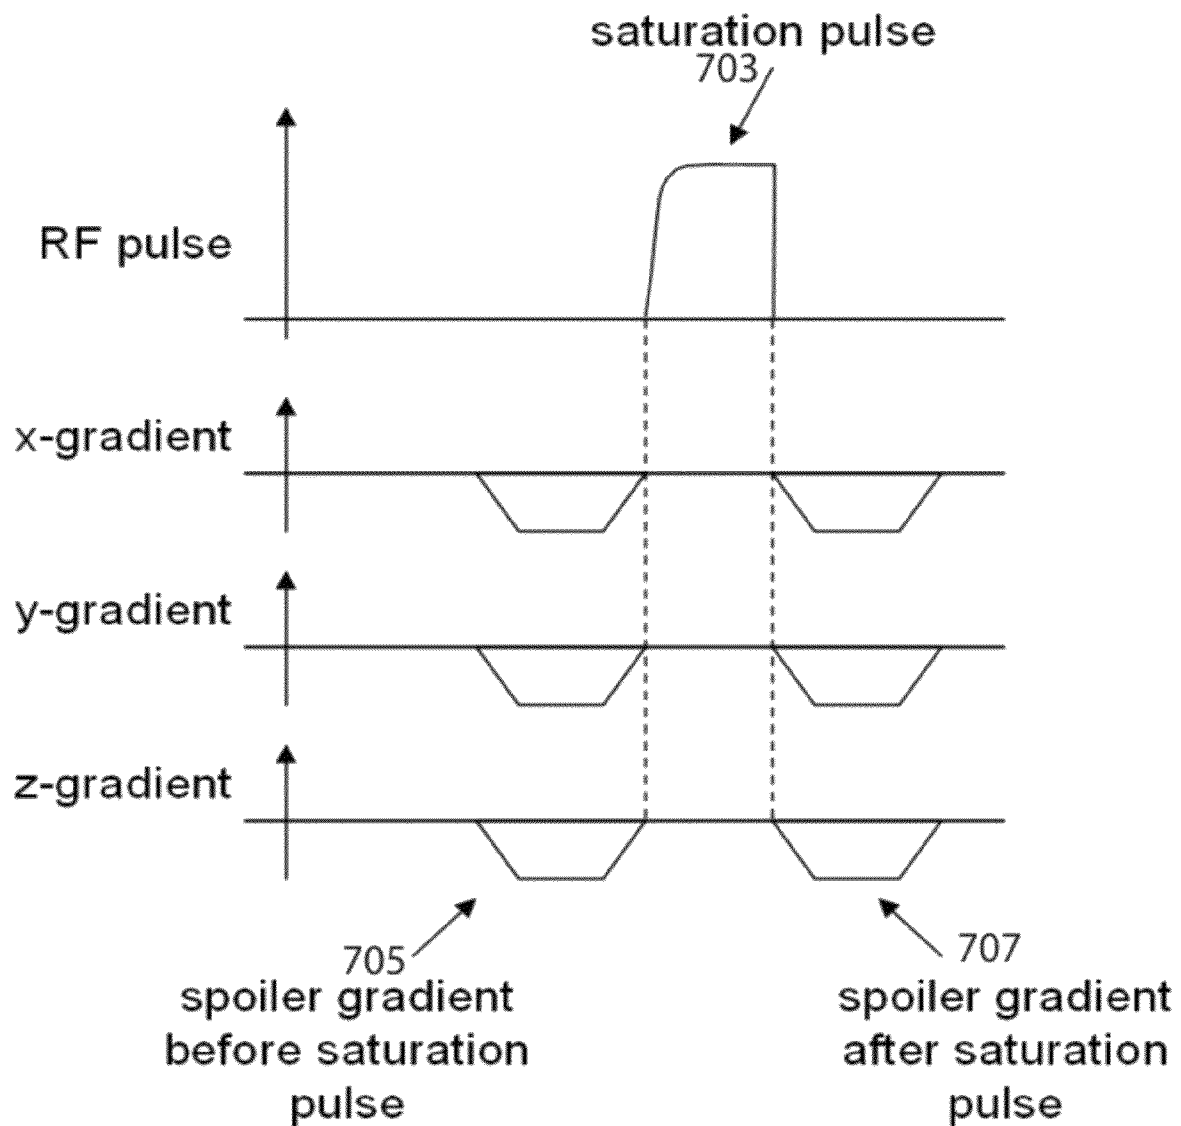 saturation pulse
703
RF pulse
x-gradient
y-gradient
z-gradient
705
spoiler gradient
before saturation
pulse
707
spoiler gradient
after saturation
pulse